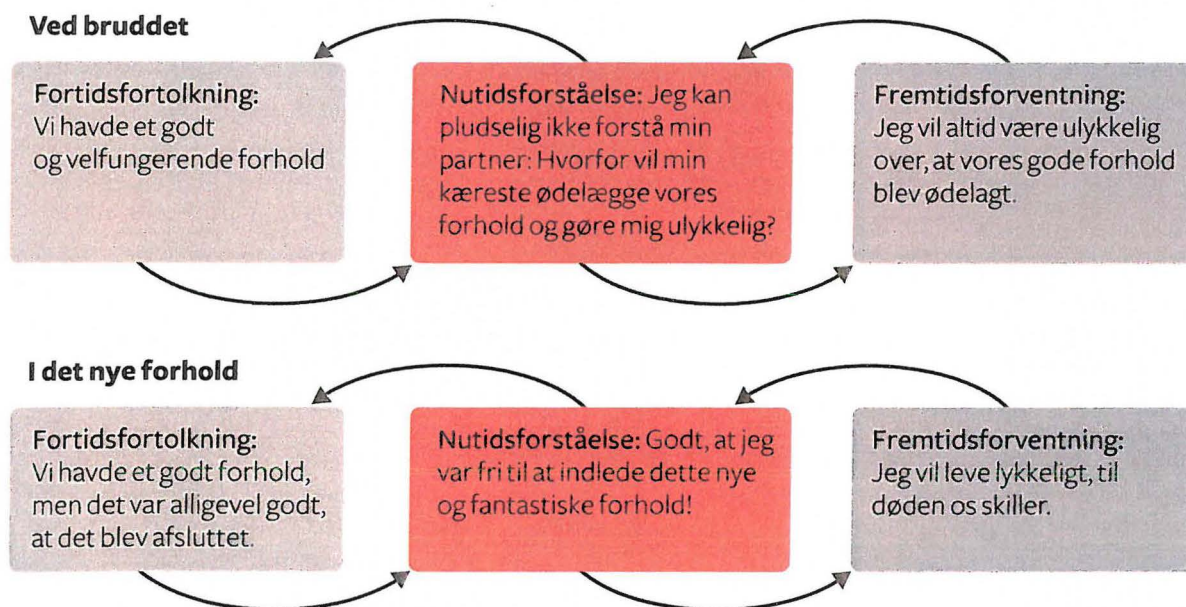 Ved bruddet
Fortidsfortolkning:
Vi havde et godt
og velfungerende forhold
Nutidsforståelse: Jeg kan
pludselig ikke forstå min
partner: Hvorfor vil min
kæreste ødelægge vores
forhold og gøre mig ulykkelig?
Fremtidsforventning:
Jeg vil altid være ulykkelig
over, at vores gode forhold
blev ødelagt.
I det nye forhold
Fortidsfortolkning:
Vi havde et godt forhold,
men det var alligevel godt,
at det blev afsluttet.
Nutidsforståelse: Godt, at jeg
var fri til at indlede dette nye
og fantastiske forhold!
Fremtidsforventning:
Jeg vil leve lykkeligt, til
døden os skiller.